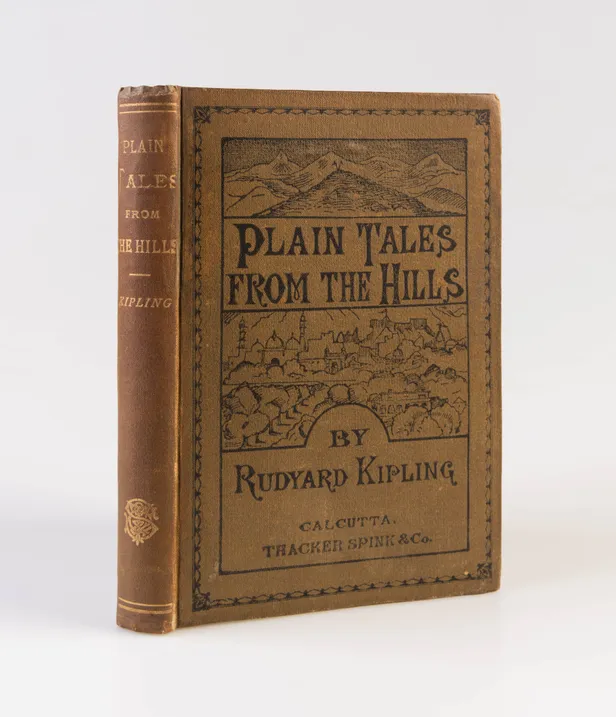 PLAIN
TALES
FROM
THE HILLS
KIPLING
PLAIN TALES
FROM THE HILLS
BY
RUDYARD KIPLING
CALCUTTA.
THACKER SPINK & Co.